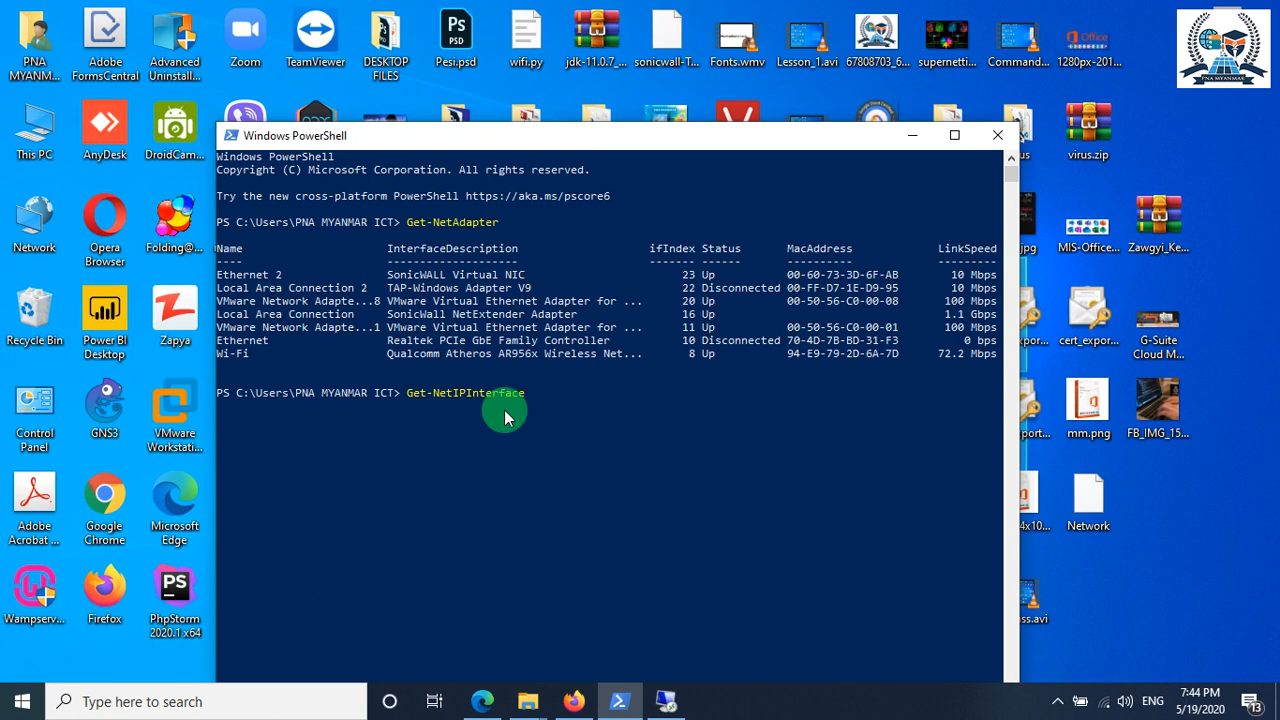 PNA MYANM...
Adobe FormsCentral
Advanced Uninstall...
Zoom
TeamViewer
DESKTOP FILES
Pesi.psd
wifi.py
jdk-11.0.7_...
sonicwall-T...
Fonts.wmv
Lesson_1.avi
67808703_6...
supernetti...
Command...
1280px-201...
PNA MYANMAR
Ps
PSD
Office
This PC
AnyDesk
DroidCam...
virus.zip
Network
Opera Browser
Folding@...
jpg
MIS-Office...
Zawgyi_Ke...
Recycle Bin
Power BI Desktop
Zapya
cert_expor...
G-Suite Cloud M...
Control Panel
GNS3
VMware Workstati...
port...
mm.png
FB_IMG_15...
Adobe Acrobat ...
Google Chrome
Microsoft Edge
4x10...
Network
Wampserv...
Firefox
PS
PhpStorm 2020.1 x64
ss.avi
Windows PowerShell
Windows PowerShell
Copyright (C) Microsoft Corporation. All rights reserved.
Try the new cross-platform PowerShell https://aka.ms/pscore6
PS C:\Users\PNA MYANMAR ICT> Get-NetAdapter
Name InterfaceDescription ifIndex Status MacAddress LinkSpeed
---- -------------------- ------- ------ ---------- ---------
Ethernet 2 SonicWALL Virtual NIC 23 Up 00-60-73-3D-6F-AB 10 Mbps
Local Area Connection 2 TAP-Windows Adapter V9 22 Disconnected 00-FF-D7-1E-D9-95 10 Mbps
VMware Network Adapte...8 VMware Virtual Ethernet Adapter for ... 20 Up 00-50-56-C0-00-08 100 Mbps
Local Area Connection SonicWall NetExtender Adapter 16 Up 1.1 Gbps
VMware Network Adapte...1 VMware Virtual Ethernet Adapter for ... 11 Up 00-50-56-C0-00-01 100 Mbps
Ethernet Realtek PCIe GbE Family Controller 10 Disconnected 70-4D-7B-BD-31-F3 0 bps
Wi-Fi Qualcomm Atheros AR956x Wireless Net... 8 Up 94-E9-79-2D-6A-7D 72.2 Mbps
PS C:\Users\PNA MYANMAR ICT> Get-NetIPInterface
Type here to search
ENG
7:44 PM
5/19/2020
13